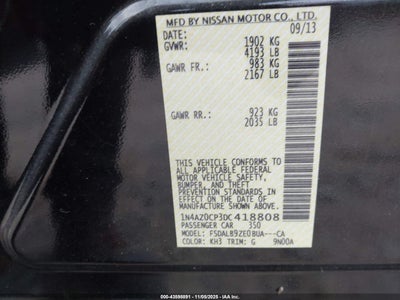 MFD BY NISSAN MOTOR CO., LTD.
DATE: 09/13
GVWR: 1902 KG
4193 LB
GAWR FR.: 983 KG
2167 LB
GAWR RR.: 923 KG
2035 LB
THIS VEHICLE CONFORMS TO
ALL APPLICABLE FEDERAL
MOTOR VEHICLE SAFETY,
BUMPER, AND THEFT
PREVENTION STANDARDS
IN EFFECT ON THE DATE OF
MANUFACTURE SHOWN ABOVE.
1N4AZ0CP3DC418808
PASSENGER CAR 350
MODEL: FSDALB9ZE0BUA---CA
COLOR: KH3 TRIM: G 9N00A
000-43598091 - 11/05/2025 - IAAI.com